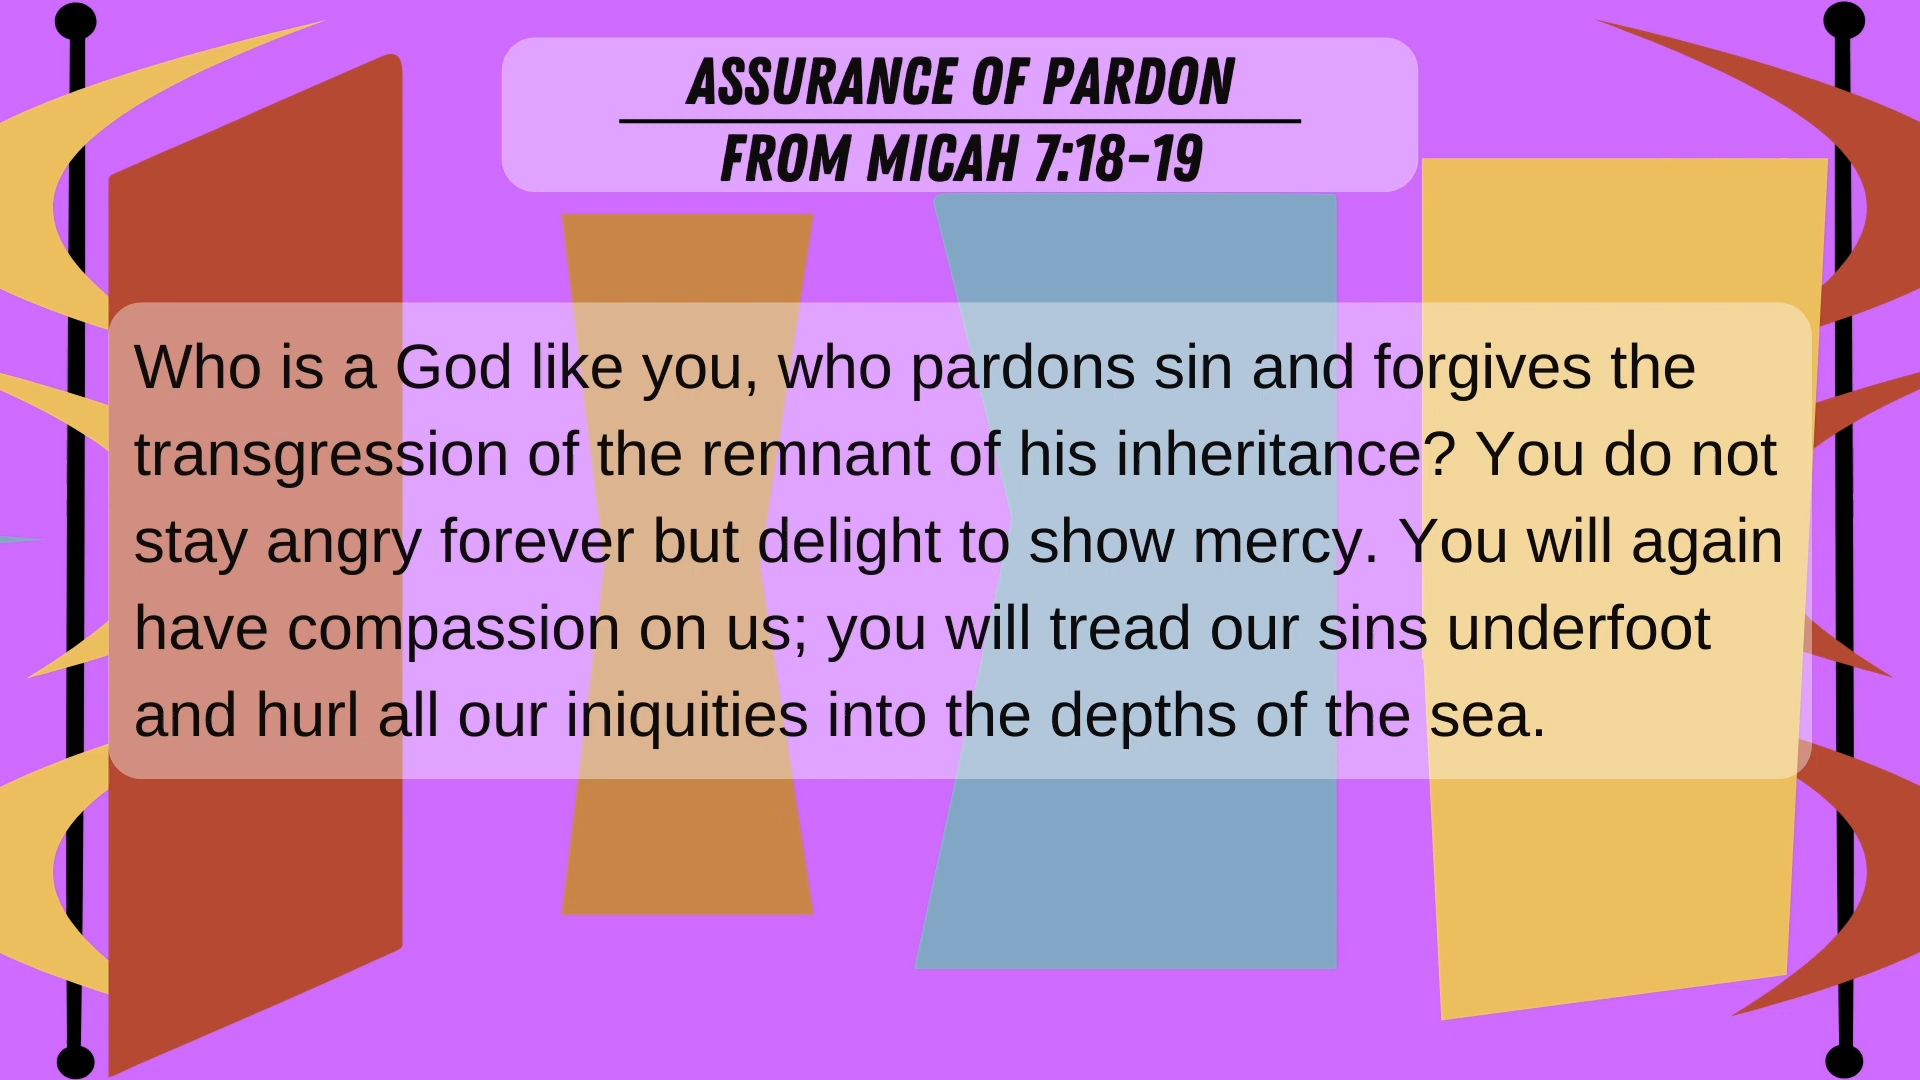 ASSURANCE OF PARDON
FROM MICAH 7:18-19
Who is a God like you, who pardons sin and forgives the
transgression of the remnant of his inheritance? You do not
stay angry forever but delight to show mercy. You will again
have compassion on us; you will tread our sins underfoot
and hurl all our iniquities into the depths of the sea.